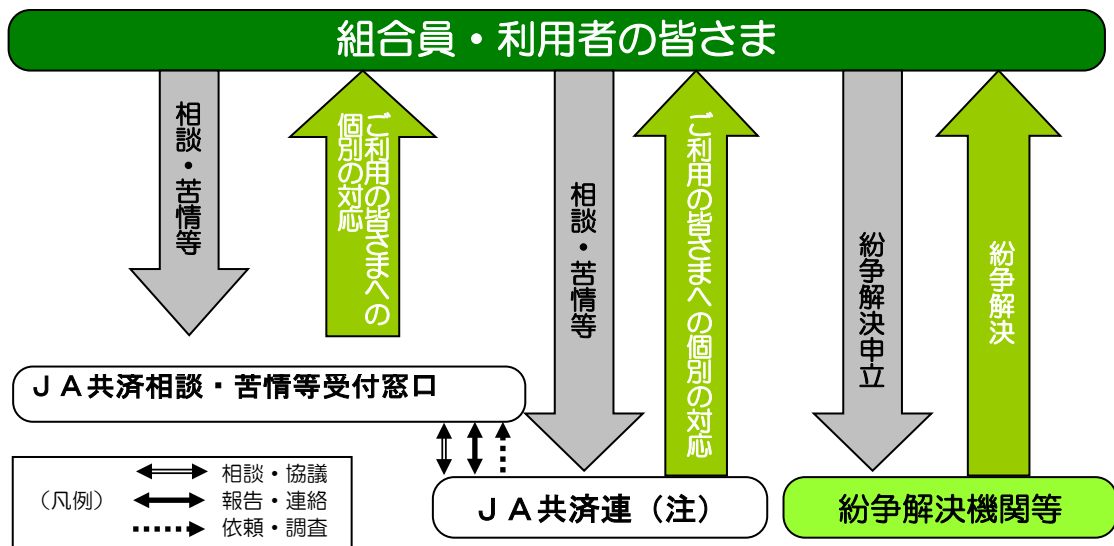 組合員・利用者の皆さま
相談・苦情等
ご利用の皆さまへの
個別の対応
相談・苦情等
ご利用の皆さまへの個別の対応
紛争解決申立
紛争解決
ＪＡ共済相談・苦情等受付窓口
（凡例）
相談・協議
報告・連絡
依頼・調査
ＪＡ共済連（注）
紛争解決機関等